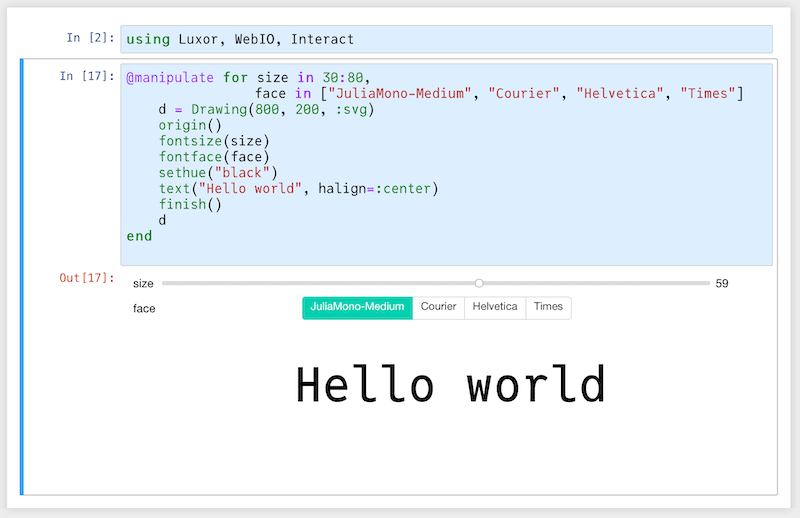 In [2]: using Luxor, WebIO, Interact
In [17]: @manipulate for size in 30:80,
                face in ["JuliaMono-Medium", "Courier", "Helvetica", "Times"]
    d = Drawing(800, 200, :svg)
    origin()
    fontsize(size)
    fontface(face)
    sethue("black")
    text("Hello world", halign=:center)
    finish()
    d
end
Out[17]:
size 59
face JuliaMono-Medium Courier Helvetica Times
Hello world